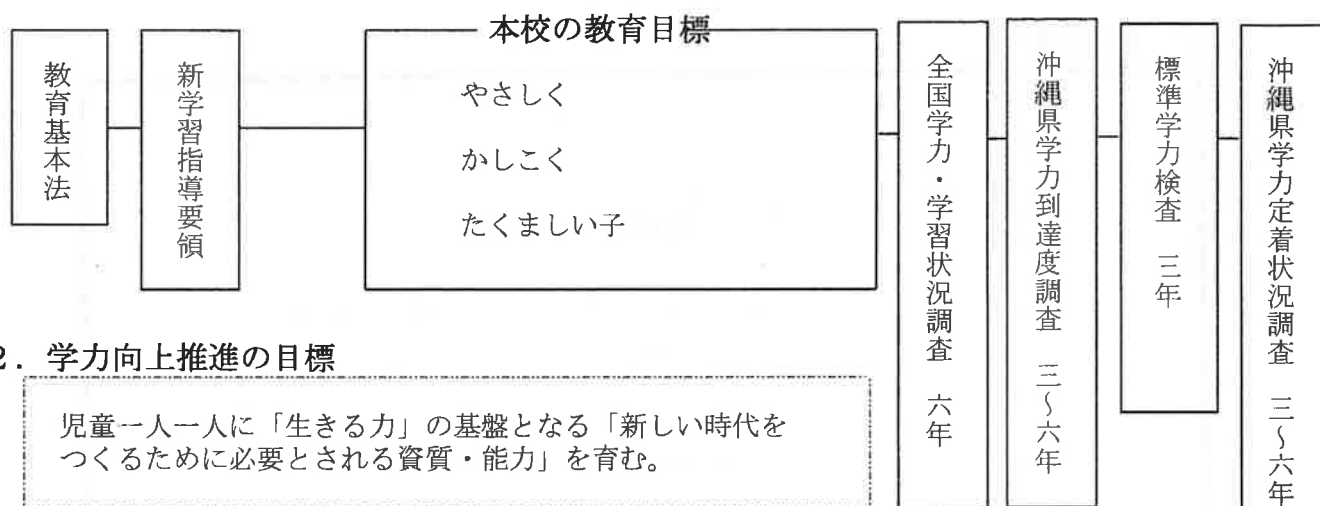 本校の教育目標
教育基本法
新学習指導要領
やさしく
かしこく
たくましい子
全国学力・学習状況調査　六年
沖縄県学力到達度調査　三～六年
標準学力検査　三年
沖縄県学力定着状況調査　三～六年
2．学力向上推進の目標
児童一人一人に「生きる力」の基盤となる「新しい時代を
つくるために必要とされる資質・能力」を育む。